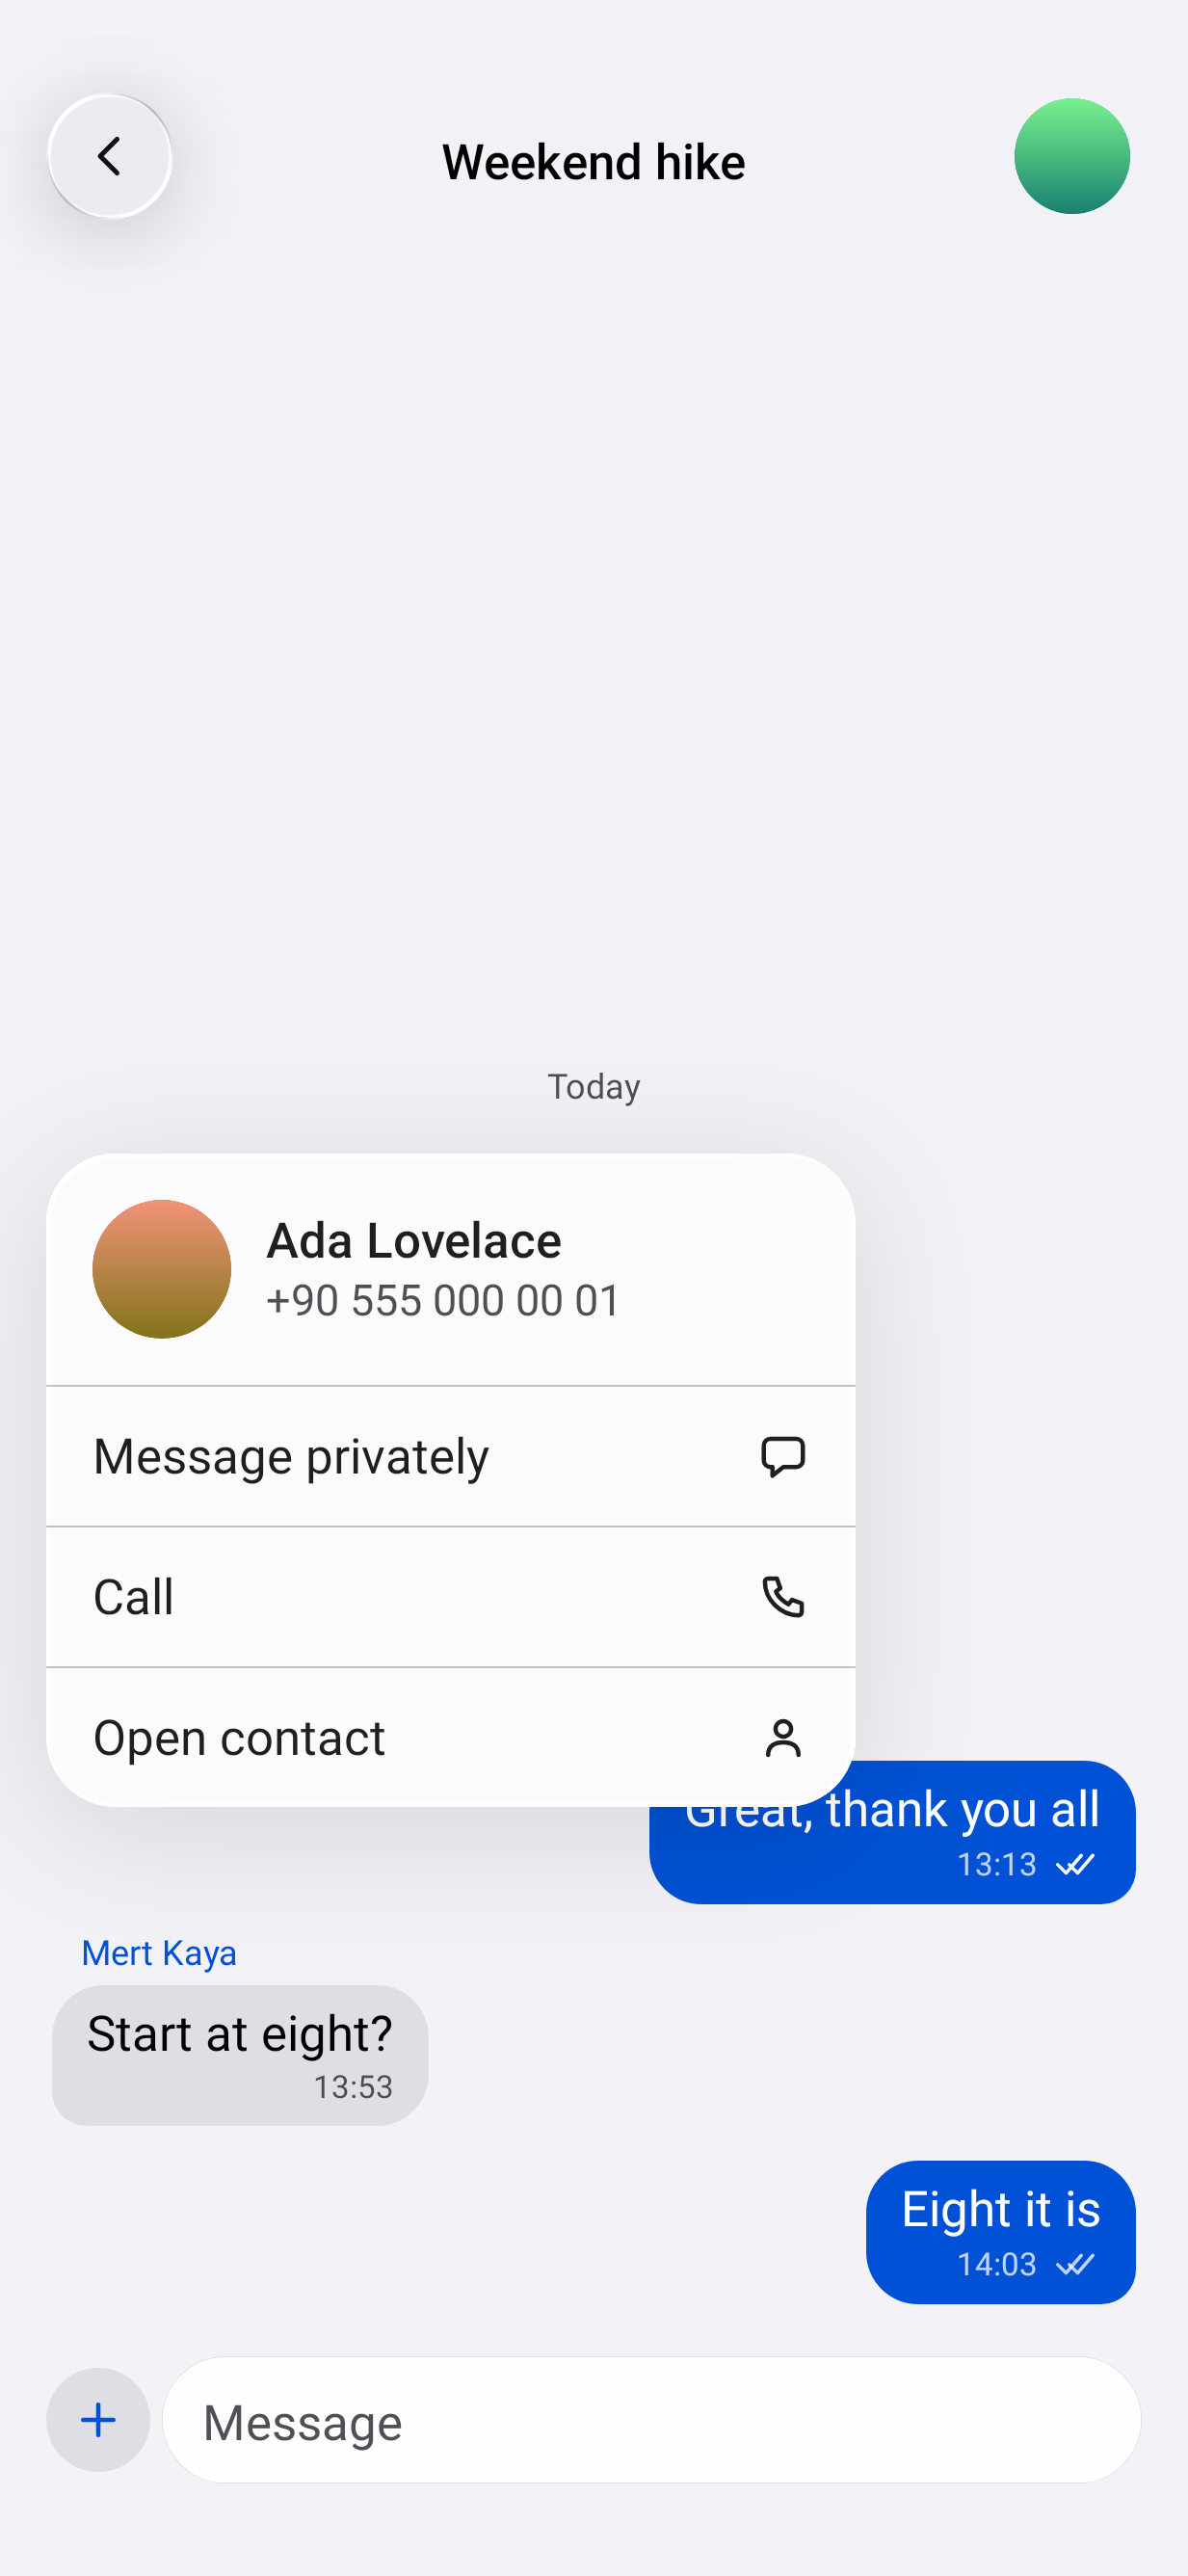 Weekend hike
Today
Ada Lovelace
+90 555 000 00 01
Message privately
Call
Open contact
Great, thank you all
13:13
Mert Kaya
Start at eight?
13:53
Eight it is
14:03
Message